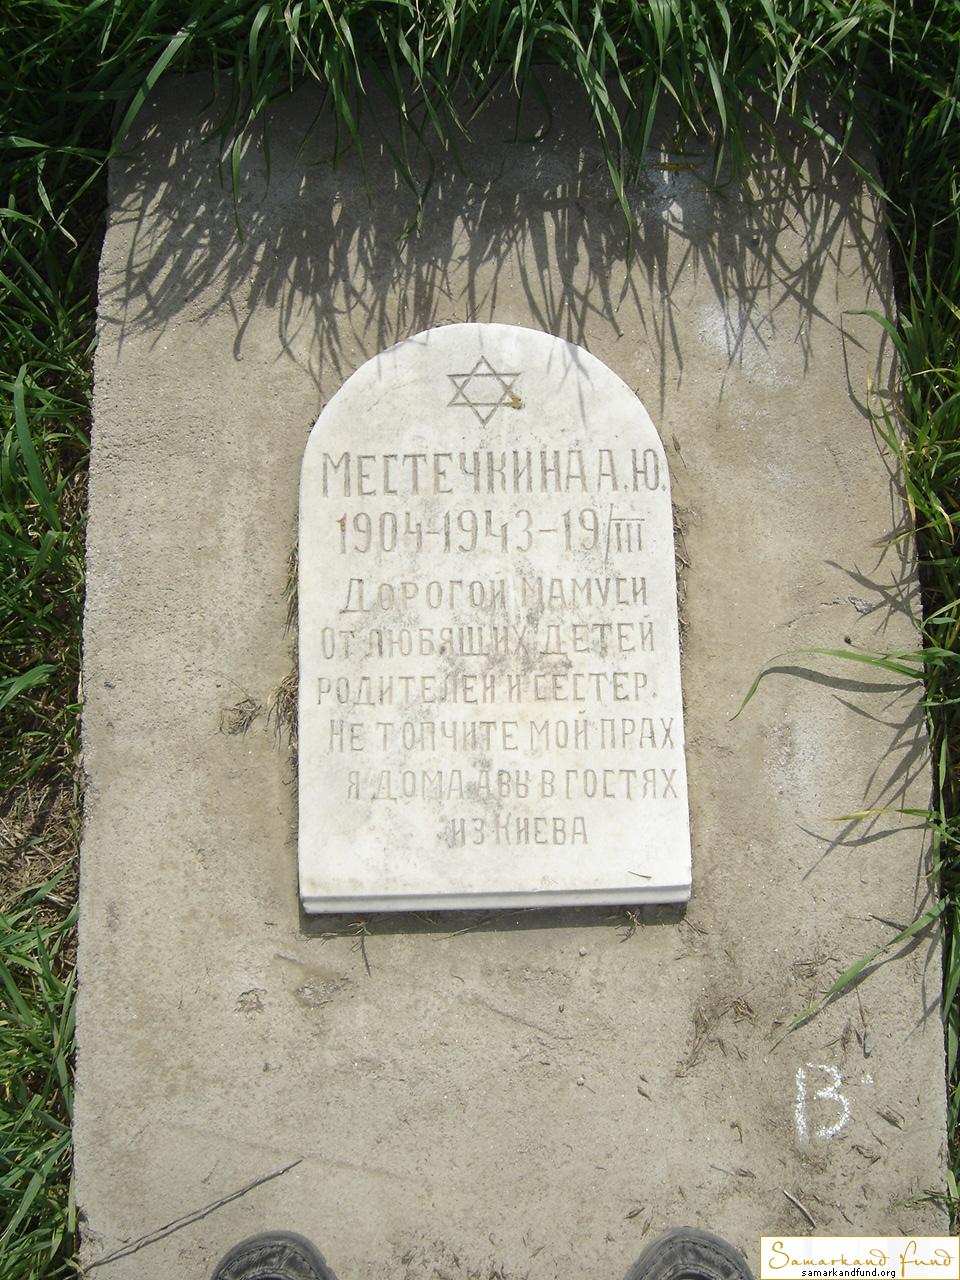 МЕСТЕЧКИНА А.Ю.
1904-1943-19/III
ДОРОГОЙ МАМУСИ
ОТ ЛЮБЯЩИХ ДЕТЕЙ
РОДИТЕЛЕЙ И СЕСТЕР.
НЕ ТОПЧИТЕ МОЙ ПРАХ
Я ДОМА А ВЫ В ГОСТЯХ
ИЗ КИЕВА
В
Samarkand Fund
samarkandfund.org